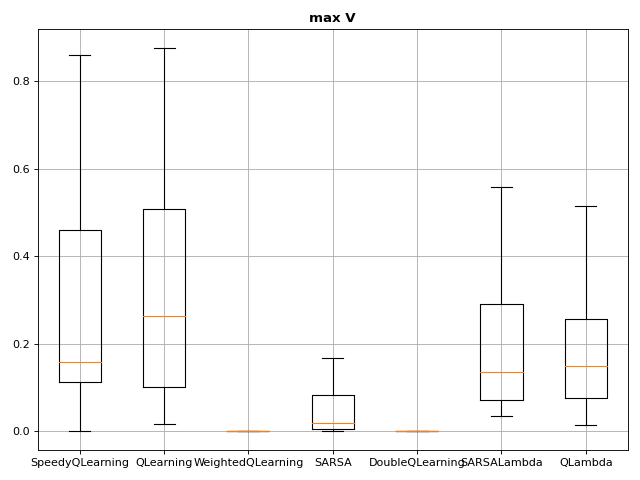 max V
0.8
0.6
0.4
0.2
0.0
SpeedyQLearning QLearning WeightedQLearning SARSA DoubleQLearning SARSALambda QLambda